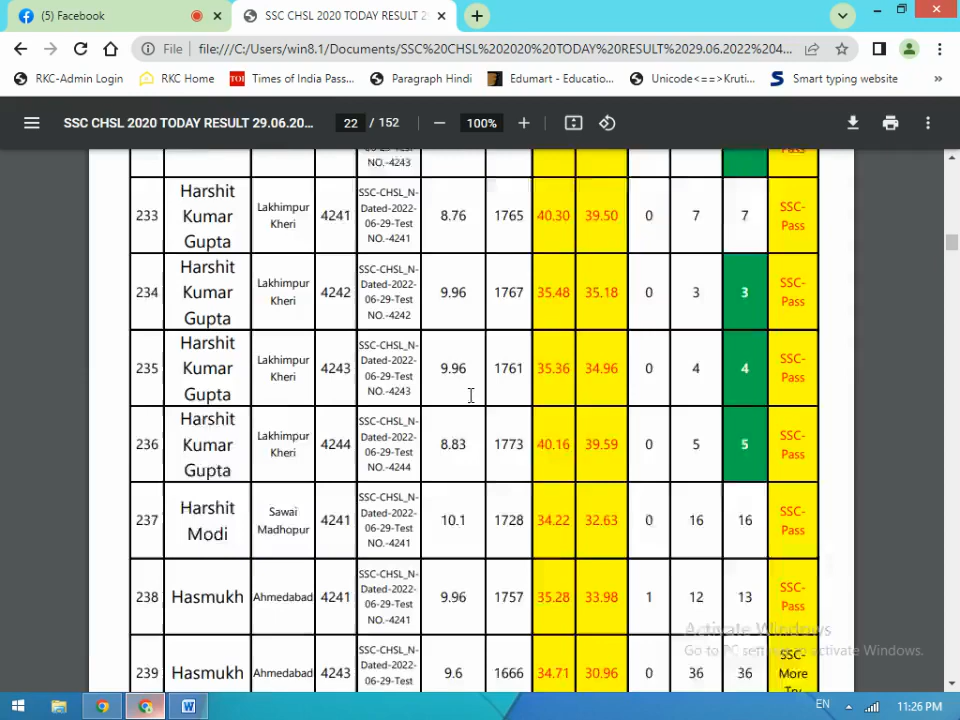 (5) Facebook
SSC CHSL 2020 TODAY RESULT 2
File file:///C:/Users/win8.1/Documents/SSC%20CHSL%202020%20TODAY%20RESULT%2029.06.2022%204...
RKC-Admin Login RKC Home TOI Times of India Pass... Paragraph Hindi Edumart - Educatio... Unicode<==>Kruti... Smart typing website »
SSC CHSL 2020 TODAY RESULT 29.06.20... 22 / 152 100%
NO.-4243
233 Harshit Kumar Gupta Lakhimpur Kheri 4241 SSC-CHSL_N-Dated-2022-06-29-Test NO.-4241 8.76 1765 40.30 39.50 0 7 7 SSC-Pass
234 Harshit Kumar Gupta Lakhimpur Kheri 4242 SSC-CHSL_N-Dated-2022-06-29-Test NO.-4242 9.96 1767 35.48 35.18 0 3 3 SSC-Pass
235 Harshit Kumar Gupta Lakhimpur Kheri 4243 SSC-CHSL_N-Dated-2022-06-29-Test NO.-4243 9.96 1761 35.36 34.96 0 4 4 SSC-Pass
236 Harshit Kumar Gupta Lakhimpur Kheri 4244 SSC-CHSL_N-Dated-2022-06-29-Test NO.-4244 8.83 1773 40.16 39.59 0 5 5 SSC-Pass
237 Harshit Modi Sawai Madhopur 4241 SSC-CHSL_N-Dated-2022-06-29-Test NO.-4241 10.1 1728 34.22 32.63 0 16 16 SSC-Pass
238 Hasmukh Ahmedabad 4241 SSC-CHSL_N-Dated-2022-06-29-Test NO.-4241 9.96 1757 35.28 33.98 1 12 13 SSC-Pass
239 Hasmukh Ahmedabad 4243 SSC-CHSL_N-Dated-2022-06-29-Test 9.6 1666 34.71 30.96 0 36 36 SSC-More Try
Activate Windows
Go to PC settings to activate Windows.
EN 11:26 PM